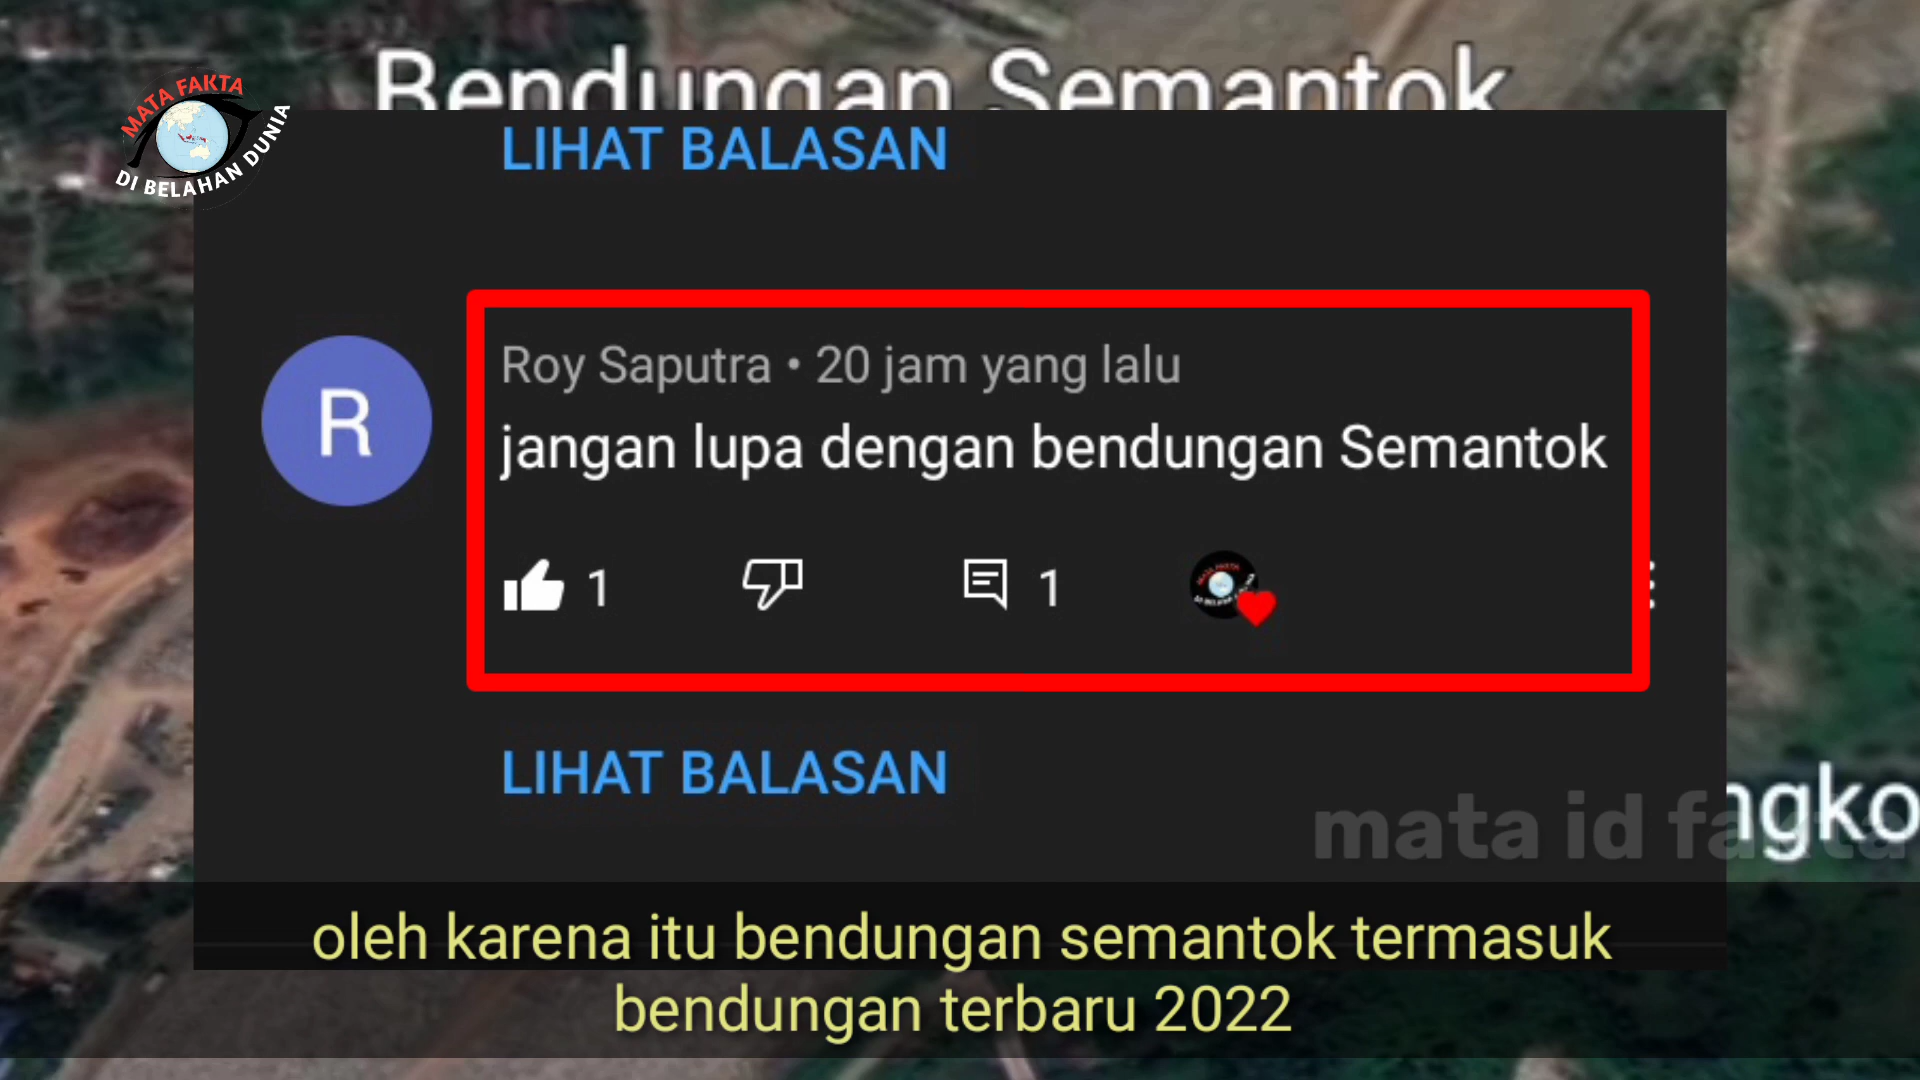 Bendungan Semantok
MATA FAKTA
DI BELAHAN DUNIA
LIHAT BALASAN
R
Roy Saputra • 20 jam yang lalu
jangan lupa dengan bendungan Semantok
1
1
LIHAT BALASAN
mata id fakta
ngko
oleh karena itu bendungan semantok termasuk
bendungan terbaru 2022